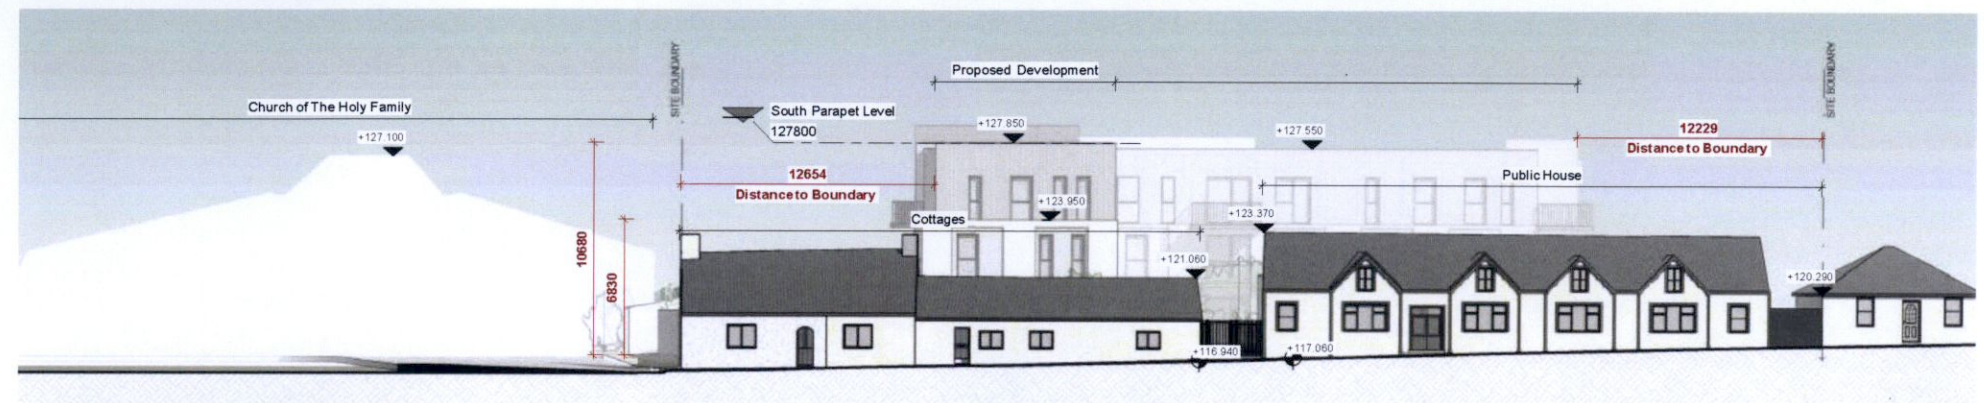 SITE BOUNDARY
SITE BOUNDARY
Proposed Development
Church of The Holy Family
South Parapet Level
127800
+127.100
+127.850
+127.550
12229
Distance to Boundary
12654
Distance to Boundary
Public House
+123.950
Cottages
+123.370
10680
6830
+121.060
+120.290
+116.940
+117.060